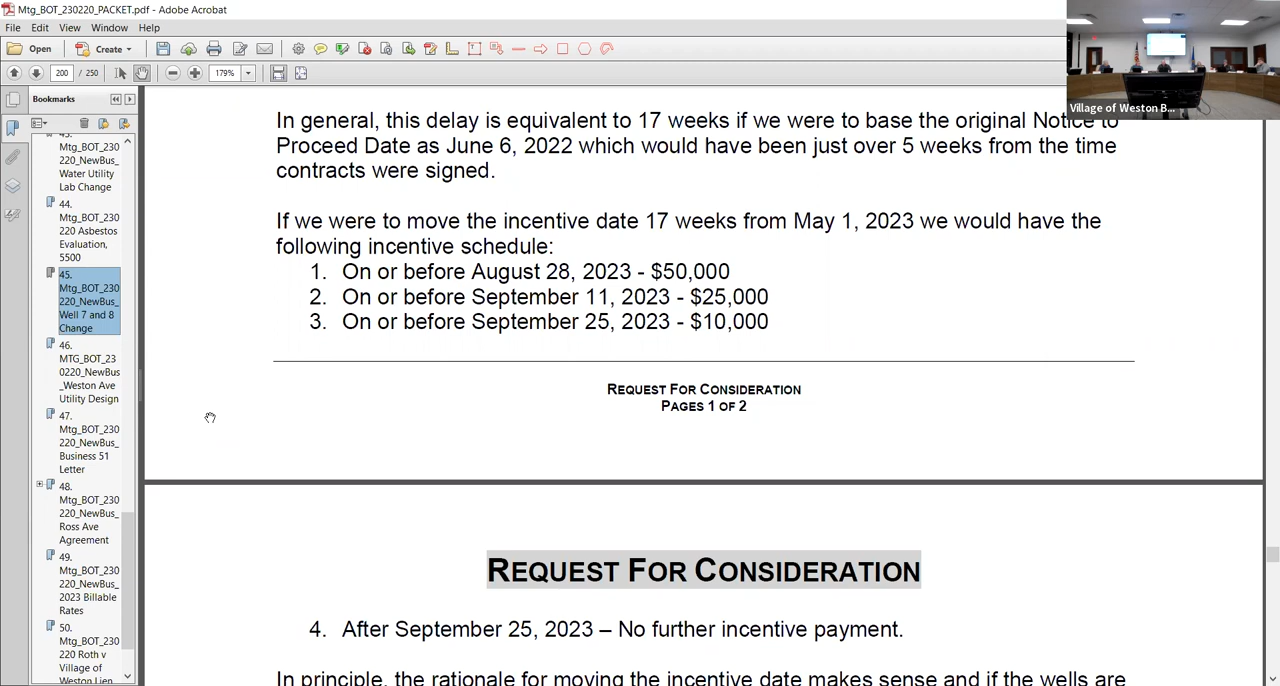 Mtg_BOT_230220_PACKET.pdf - Adobe Acrobat
File Edit View Window Help
Open Create
200 / 250 179%
Village of Weston B...
Bookmarks
45.
Mtg_BOT_230
220_NewBus_
Water Utility
Lab Change
44.
Mtg_BOT_230
220 Asbestos
Evaluation,
5500
45.
Mtg_BOT_230
220_NewBus_
Well 7 and 8
Change
46.
MTG_BOT_23
0220_NewBus
_Weston Ave
Utility Design
47.
Mtg_BOT_230
220_NewBus_
Business 51
Letter
48.
Mtg_BOT_230
220_NewBus_
Ross Ave
Agreement
49.
Mtg_BOT_230
220_NewBus_
2023 Billable
Rates
50.
Mtg_BOT_230
220 Roth v
Village of
Weston Lien
In general, this delay is equivalent to 17 weeks if we were to base the original Notice to
Proceed Date as June 6, 2022 which would have been just over 5 weeks from the time
contracts were signed.
If we were to move the incentive date 17 weeks from May 1, 2023 we would have the
following incentive schedule:
1. On or before August 28, 2023 - $50,000
2. On or before September 11, 2023 - $25,000
3. On or before September 25, 2023 - $10,000
REQUEST FOR CONSIDERATION
PAGES 1 OF 2
REQUEST FOR CONSIDERATION
4. After September 25, 2023 – No further incentive payment.
In principle, the rationale for moving the incentive date makes sense and if the wells are